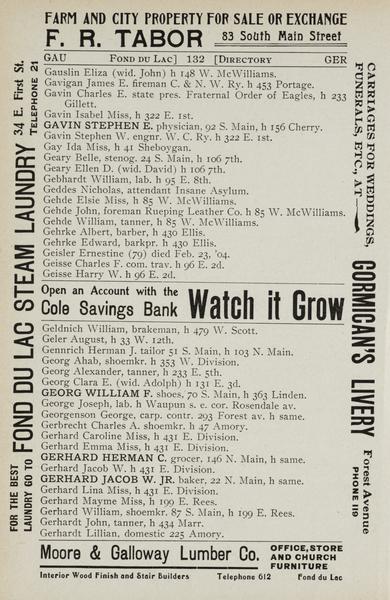 FARM AND CITY PROPERTY FOR SALE OR EXCHANGE
F. R. TABOR 83 South Main Street
GAU FOND DU LAC] 132 [DIRECTORY GER
Gauslin Eliza (wid. John) h 148 W. McWilliams.
Gavigan James E. fireman C. & N. W. Ry. h 453 Portage.
Gavin Charles E. state pres. Fraternal Order of Eagles, h 233
Gillett.
Gavin Isabel Miss, h 322 E. 1st.
GAVIN STEPHEN E. physician, 92 S. Main, h 156 Cherry.
Gavin Stephen W. engnr. W. C. Ry. h 322 E. 1st.
Gay Ida Miss, h 41 Sheboygan.
Geary Belle, stenog. 24 S. Main, h 106 7th.
Geary Ellen D. (wid. David) h 106 7th.
Gebhardt William, lab. h 95 E. 8th.
Geddes Nicholas, attendant Insane Asylum.
Gehde Elsie Miss, h 85 W. McWilliams.
Gehde John, foreman Rueping Leather Co. h 85 W. McWilliams.
Gehde William, tanner, h 85 W. McWilliams.
Gehrke Albert, barber, h 430 Ellis.
Gehrke Edward, barkpr. h 430 Ellis.
Geisler Ernestine (79) died Feb. 23, '04.
Geisse Charles F. com. trav. h 96 E. 2d.
Geisse Harry W. h 96 E. 2d.
Open an Account with the
Cole Savings Bank Watch it Grow
Geldnich William, brakeman, h 479 W. Scott.
Geler August, h 33 W. 12th.
Gennrich Herman J. tailor 51 S. Main, h 103 N. Main.
Georg Ahab, shoemkr. h 353 W. Division.
Georg Alexander, tanner, h 233 E. 5th.
Georg Clara E. (wid. Adolph) h 131 E. 3d.
GEORG WILLIAM F. shoes, 70 S. Main, h 363 Linden.
George Joseph, lab. h Waupun s. e. cor. Rosendale av.
Georgenson George, carp. contr. 293 Forest av. h same.
Gerbrecht Charles A. shoemkr. h 47 Amory.
Gerhard Caroline Miss, h 431 E. Division.
Gerhard Emma Miss, h 431 E. Division.
GERHARD HERMAN C. grocer, 146 N. Main, h same.
Gerhard Jacob W. h 431 E. Division.
GERHARD JACOB W. JR. baker, 22 N. Main, h same.
Gerhard Lina Miss, h 431 E. Division.
Gerhard Mayme Miss, h 199 E. Rees.
Gerhard William, shoemkr. 87 S. Main, h 199 E. Rees.
Gerhardt John, tanner, h 434 Marr.
Gerhardt Lillian, domestic 225 Amory.
Moore & Galloway Lumber Co. OFFICE, STORE
AND CHURCH
FURNITURE
Interior Wood Finish and Stair Builders Telephone 612 Fond du Lac
FOR THE BEST
LAUNDRY GO TO FOND DU LAC STEAM LAUNDRY 34 E. First St.
TELEPHONE 21
CARRIAGES FOR WEDDINGS,
FUNERALS, ETC., AT
GORMICAN'S LIVERY Forest Avenue
PHONE 119